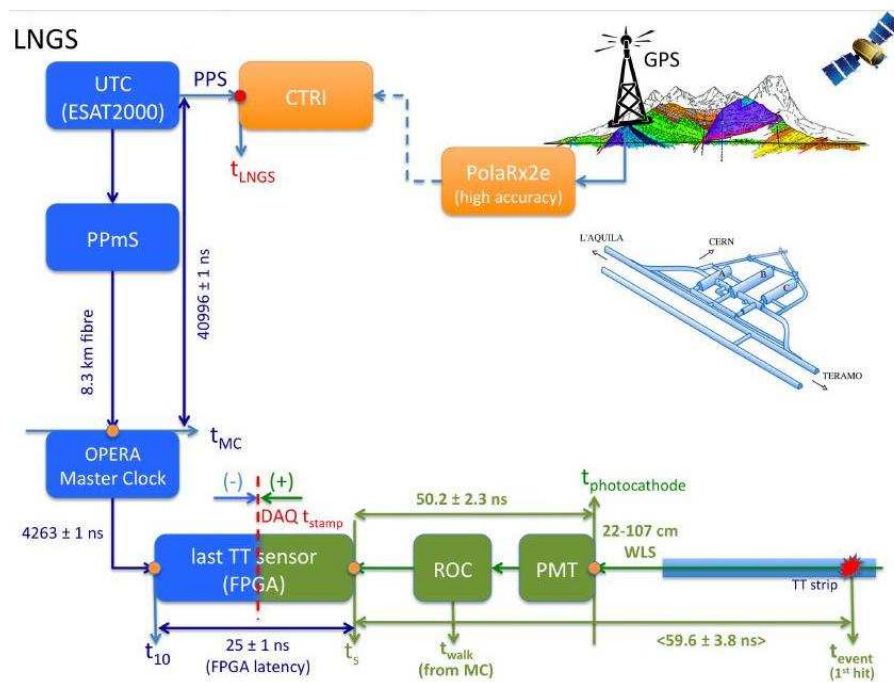 LNGS
UTC
(ESAT2000)
PPS
CTRI
GPS
t_LNGS
PolaRx2e
(high accuracy)
PPmS
40996 ± 1 ns
8.3 km fibre
L'AQUILA
CERN
A
B
C
TERAMO
t_MC
OPERA
Master Clock
(-)
(+)
DAQ t_stamp
50.2 ± 2.3 ns
t_photocathode
4263 ± 1 ns
22-107 cm
WLS
last TT sensor
(FPGA)
ROC
PMT
TT strip
25 ± 1 ns
(FPGA latency)
<59.6 ± 3.8 ns>
t_10
t_s
t_walk
(from MC)
t_event
(1st hit)